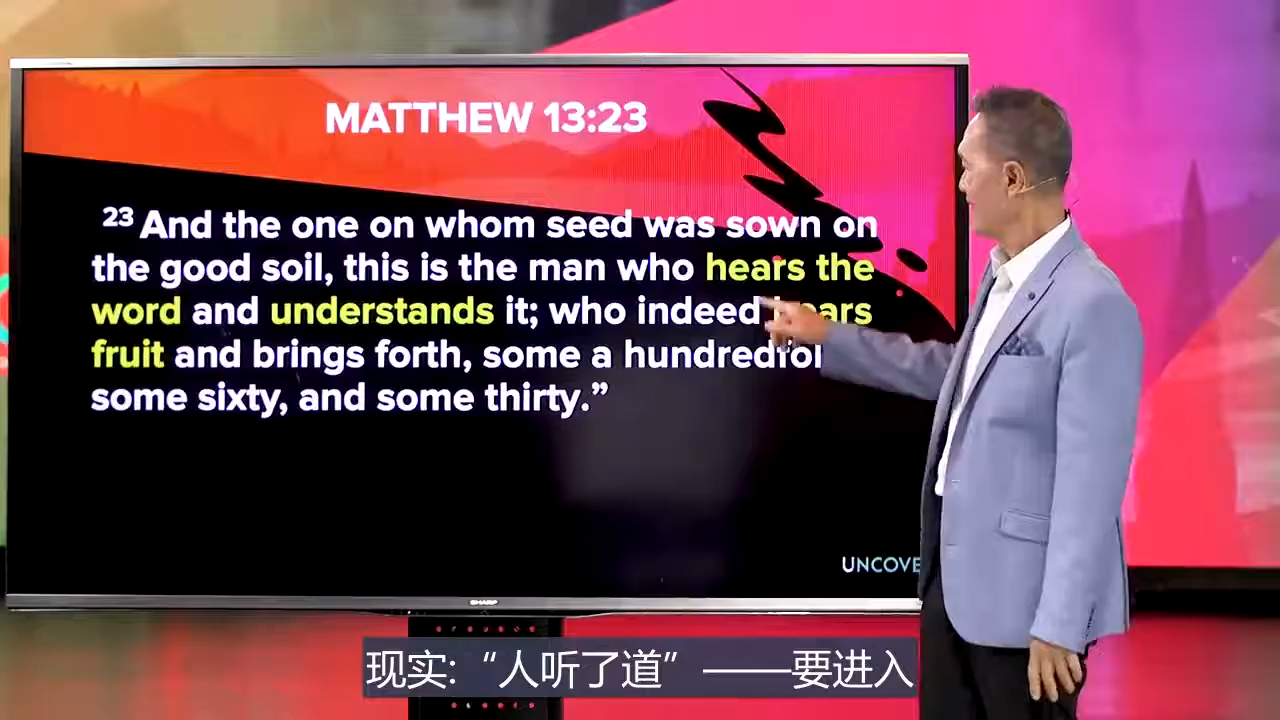 MATTHEW 13:23
23 And the one on whom seed was sown on
the good soil, this is the man who hears the
word and understands it; who indeed
fruit and brings forth, some a
some sixty, and some thirty.”
UNCOVE
SHARP
现实:“人听了道”——要进入